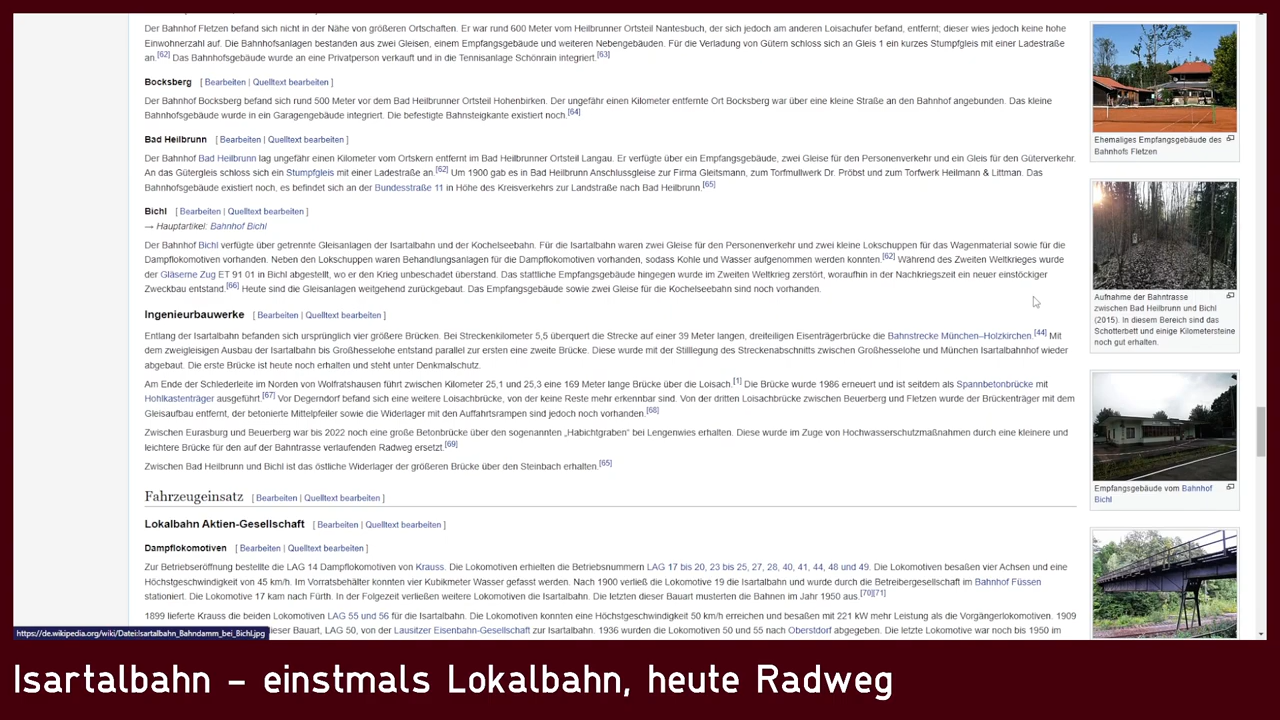 Der Bahnhof Fletzen befand sich nicht in der Nähe von größeren Ortschaften. Er war rund 600 Meter vom Heilbrunner Ortsteil Nantesbuch, der sich jedoch am anderen Loisachufer befand, entfernt; dieser wies jedoch keine hohe
Einwohnerzahl auf. Die Bahnhofsanlagen bestanden aus zwei Gleisen, einem Empfangsgebäude und weiteren Nebengebäuden. Für die Verladung von Gütern schloss sich an Gleis 1 ein kurzes Stumpfgleis mit einer Ladestraße
an.[62] Das Bahnhofsgebäude wurde an eine Privatperson verkauft und in die Tennisanlage Schönrain integriert.[63]
Bocksberg [ Bearbeiten | Quelltext bearbeiten ]
Der Bahnhof Bocksberg befand sich rund 500 Meter vor dem Bad Heilbrunner Ortsteil Hohenbirken. Der ungefähr einen Kilometer entfernte Ort Bocksberg war über eine kleine Straße an den Bahnhof angebunden. Das kleine
Bahnhofsgebäude wurde in ein Garagengebäude integriert. Die befestigte Bahnsteigkante existiert noch.[64]
Bad Heilbrunn [ Bearbeiten | Quelltext bearbeiten ]
Der Bahnhof Bad Heilbrunn lag ungefähr einen Kilometer vom Ortskern entfernt im Bad Heilbrunner Ortsteil Langau. Er verfügte über ein Empfangsgebäude, zwei Gleise für den Personenverkehr und ein Gleis für den Güterverkehr.
An das Gütergleis schloss sich ein Stumpfgleis mit einer Ladestraße an.[62] Um 1900 gab es in Bad Heilbrunn Anschlussgleise zur Firma Gleitsmann, zum Torfmullwerk Dr. Pröbst und zum Torfwerk Heilmann & Littman. Das
Bahnhofsgebäude existiert noch, es befindet sich an der Bundesstraße 11 in Höhe des Kreisverkehrs zur Landstraße nach Bad Heilbrunn.[65]
Bichl [ Bearbeiten | Quelltext bearbeiten ]
→ Hauptartikel: Bahnhof Bichl
Der Bahnhof Bichl verfügte über getrennte Gleisanlagen der Isartalbahn und der Kochelseebahn. Für die Isartalbahn waren zwei Gleise für den Personenverkehr und zwei kleine Lokschuppen für das Wagenmaterial sowie für die
Dampflokomotiven vorhanden. Neben den Lokschuppen waren Behandlungsanlagen für die Dampflokomotiven vorhanden, sodass Kohle und Wasser aufgenommen werden konnten.[62] Während des Zweiten Weltkrieges wurde
der Gläserne Zug ET 91 01 in Bichl abgestellt, wo er den Krieg unbeschadet überstand. Das stattliche Empfangsgebäude hingegen wurde im Zweiten Weltkrieg zerstört, woraufhin in der Nachkriegszeit ein neuer einstöckiger
Zweckbau entstand.[66] Heute sind die Gleisanlagen weitgehend zurückgebaut. Das Empfangsgebäude sowie zwei Gleise für die Kochelseebahn sind noch vorhanden.
Ingenieurbauwerke [ Bearbeiten | Quelltext bearbeiten ]
Entlang der Isartalbahn befanden sich ursprünglich vier größere Brücken. Bei Streckenkilometer 5,5 überquert die Strecke auf einer 39 Meter langen, dreiteiligen Eisenträgerbrücke die Bahnstrecke München–Holzkirchen.[44] Mit
dem zweigleisigen Ausbau der Isartalbahn bis Großhesselohe entstand parallel zur ersten eine zweite Brücke. Diese wurde mit der Stilllegung des Streckenabschnitts zwischen Großhesselohe und München Isartalbahnhof wieder
abgebaut. Die erste Brücke ist heute noch erhalten und steht unter Denkmalschutz.
Am Ende der Schlederleite im Norden von Wolfratshausen führt zwischen Kilometer 25,1 und 25,3 eine 169 Meter lange Brücke über die Loisach.[1] Die Brücke wurde 1986 erneuert und ist seitdem als Spannbetonbrücke mit
Hohlkastenträger ausgeführt.[67] Vor Degerndorf befand sich eine weitere Loisachbrücke, von der keine Reste mehr erkennbar sind. Von der dritten Loisachbrücke zwischen Beuerberg und Fletzen wurde der Brückenträger mit dem
Gleisaufbau entfernt, der betonierte Mittelpfeiler sowie die Widerlager mit den Auffahrtsrampen sind jedoch noch vorhanden.[68]
Zwischen Eurasburg und Beuerberg war bis 2022 noch eine große Betonbrücke über den sogenannten „Habichtgraben“ bei Lengenwies erhalten. Diese wurde im Zuge von Hochwasserschutzmaßnahmen durch eine kleinere und
leichtere Brücke für den auf der Bahntrasse verlaufenden Radweg ersetzt.[69]
Zwischen Bad Heilbrunn und Bichl ist das östliche Widerlager der größeren Brücke über den Steinbach erhalten.[65]
Fahrzeugeinsatz [ Bearbeiten | Quelltext bearbeiten ]
Lokalbahn Aktien-Gesellschaft [ Bearbeiten | Quelltext bearbeiten ]
Dampflokomotiven [ Bearbeiten | Quelltext bearbeiten ]
Zur Betriebseröffnung bestellte die LAG 14 Dampflokomotiven von Krauss. Die Lokomotiven erhielten die Betriebsnummern LAG 17 bis 20, 23 bis 25, 27, 28, 40, 41, 44, 48 und 49. Die Lokomotiven besaßen vier Achsen und eine
Höchstgeschwindigkeit von 45 km/h. Im Vorratsbehälter konnten vier Kubikmeter Wasser gefasst werden. Nach 1900 verließ die Lokomotive 19 die Isartalbahn und wurde durch die Betreibergesellschaft im Bahnhof Füssen
stationiert. Die Lokomotive 17 kam nach Fürth. In der Folgezeit verließen weitere Lokomotiven die Isartalbahn. Die letzten dieser Bauart musterten die Bahnen im Jahr 1950 aus.[70][71]
1899 lieferte Krauss die beiden Lokomotiven LAG 55 und 56 für die Isartalbahn. Die Lokomotiven konnten eine Höchstgeschwindigkeit 50 km/h erreichen und besaßen mit 221 kW mehr Leistung als die Vorgängerlokomotiven. 1909
dieser Bauart, LAG 50, von der Lausitzer Eisenbahn-Gesellschaft zur Isartalbahn. 1936 wurden die Lokomotiven 50 und 55 nach Oberstdorf abgegeben. Die letzte Lokomotive war noch bis 1950 im
https://de.wikipedia.org/wiki/Datei:Isartalbahn_Bahndamm_bei_Bichl.jpg
Ehemaliges Empfangsgebäude des
Bahnhofs Fletzen
Aufnahme der Bahntrasse
zwischen Bad Heilbrunn und Bichl
(2015). In diesem Bereich sind das
Schotterbett und einige Kilometersteine
noch gut erhalten.
Empfangsgebäude vom Bahnhof
Bichl
Isartalbahn – einstmals Lokalbahn, heute Radweg